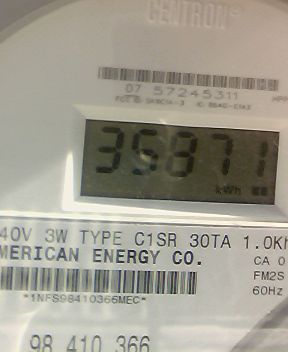 CENTRON®
07 57245311
35871
kWh
40V 3W TYPE C1SR 30TA 1.0Kh
MERICAN ENERGY CO.
CA 0
FM2S
60Hz
*1NFS98410366MEC*
98 410 366